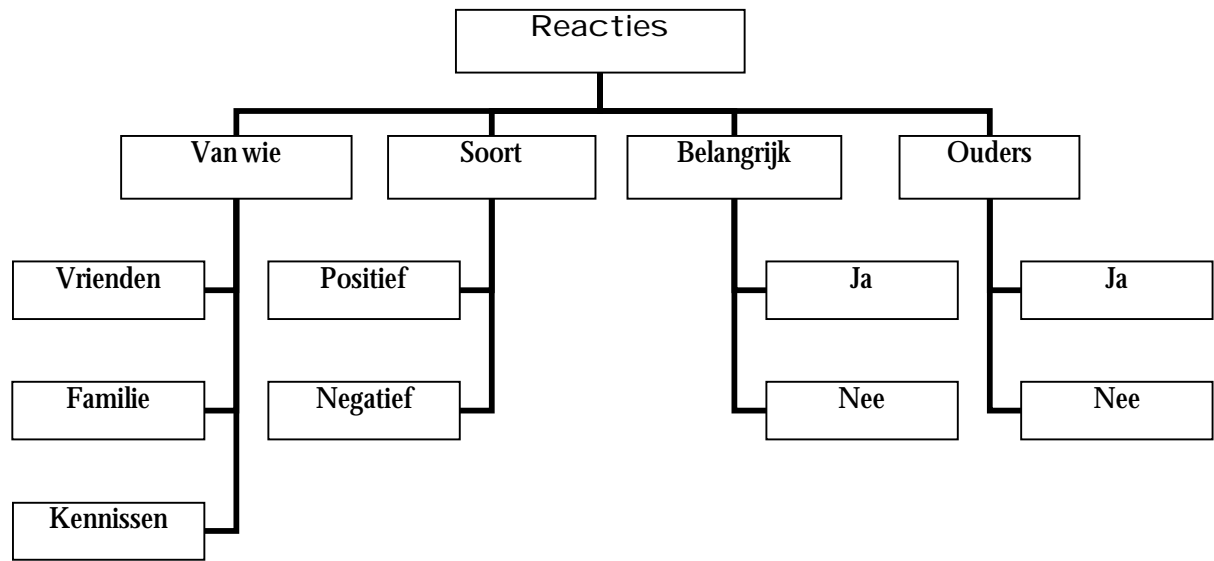 Reacties
Van wie
Soort
Belangrijk
Ouders
Vrienden
Positief
Ja
Ja
Familie
Negatief
Nee
Nee
Kennissen